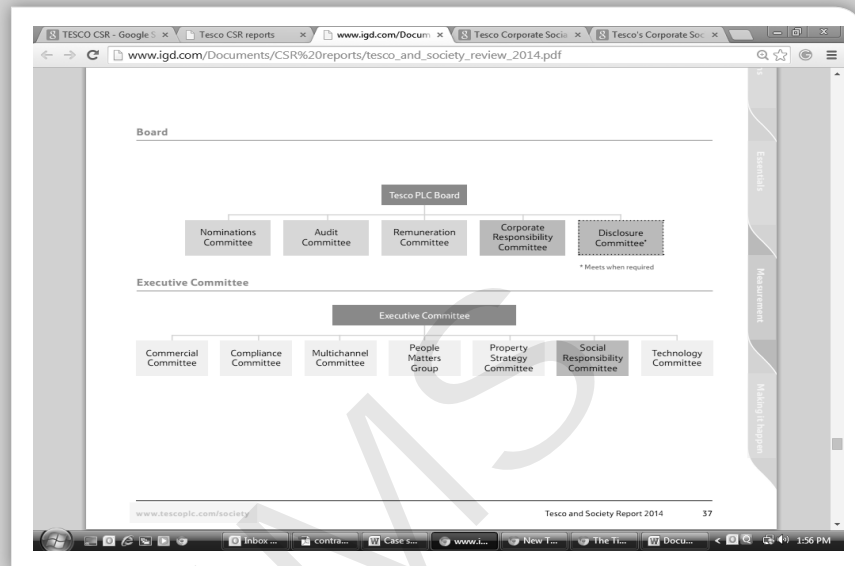 TESCO CSR - Google S
Tesco CSR reports
www.igd.com/Docum
Tesco Corporate Socia
Tesco's Corporate Soc
www.igd.com/Documents/CSR%20reports/tesco_and_society_review_2014.pdf
Board
Tesco PLC Board
Nominations
Committee
Audit
Committee
Remuneration
Committee
Corporate
Responsibility
Committee
Disclosure
Committee*
* Meets when required
Executive Committee
Executive Committee
Commercial
Committee
Compliance
Committee
Multichannel
Committee
People
Matters
Group
Property
Strategy
Committee
Social
Responsibility
Committee
Technology
Committee
Essentials
Measurement
Making it happen
www.tescoplc.com/society
Tesco and Society Report 2014
37
Inbox ...
contra...
Case s...
www.i...
New T...
The Ti...
Docu...
1:56 PM
MS